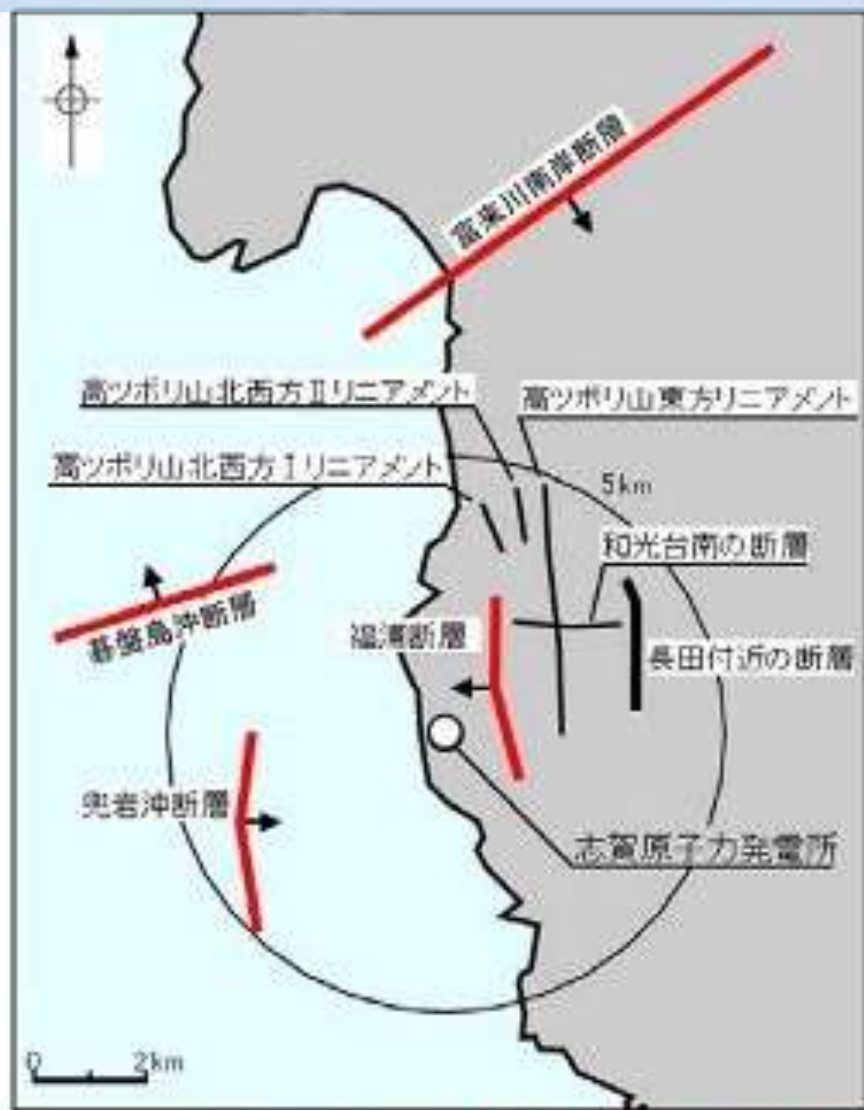 富来川南岸断層
高ツボリ山北西方Ⅱリニアメント
高ツボリ山東方リニアメント
高ツボリ山北西方Ⅰリニアメント
5km
和光台南の断層
碁盤島沖断層
福浦断層
長田付近の断層
兜岩沖断層
志賀原子力発電所
0 2km